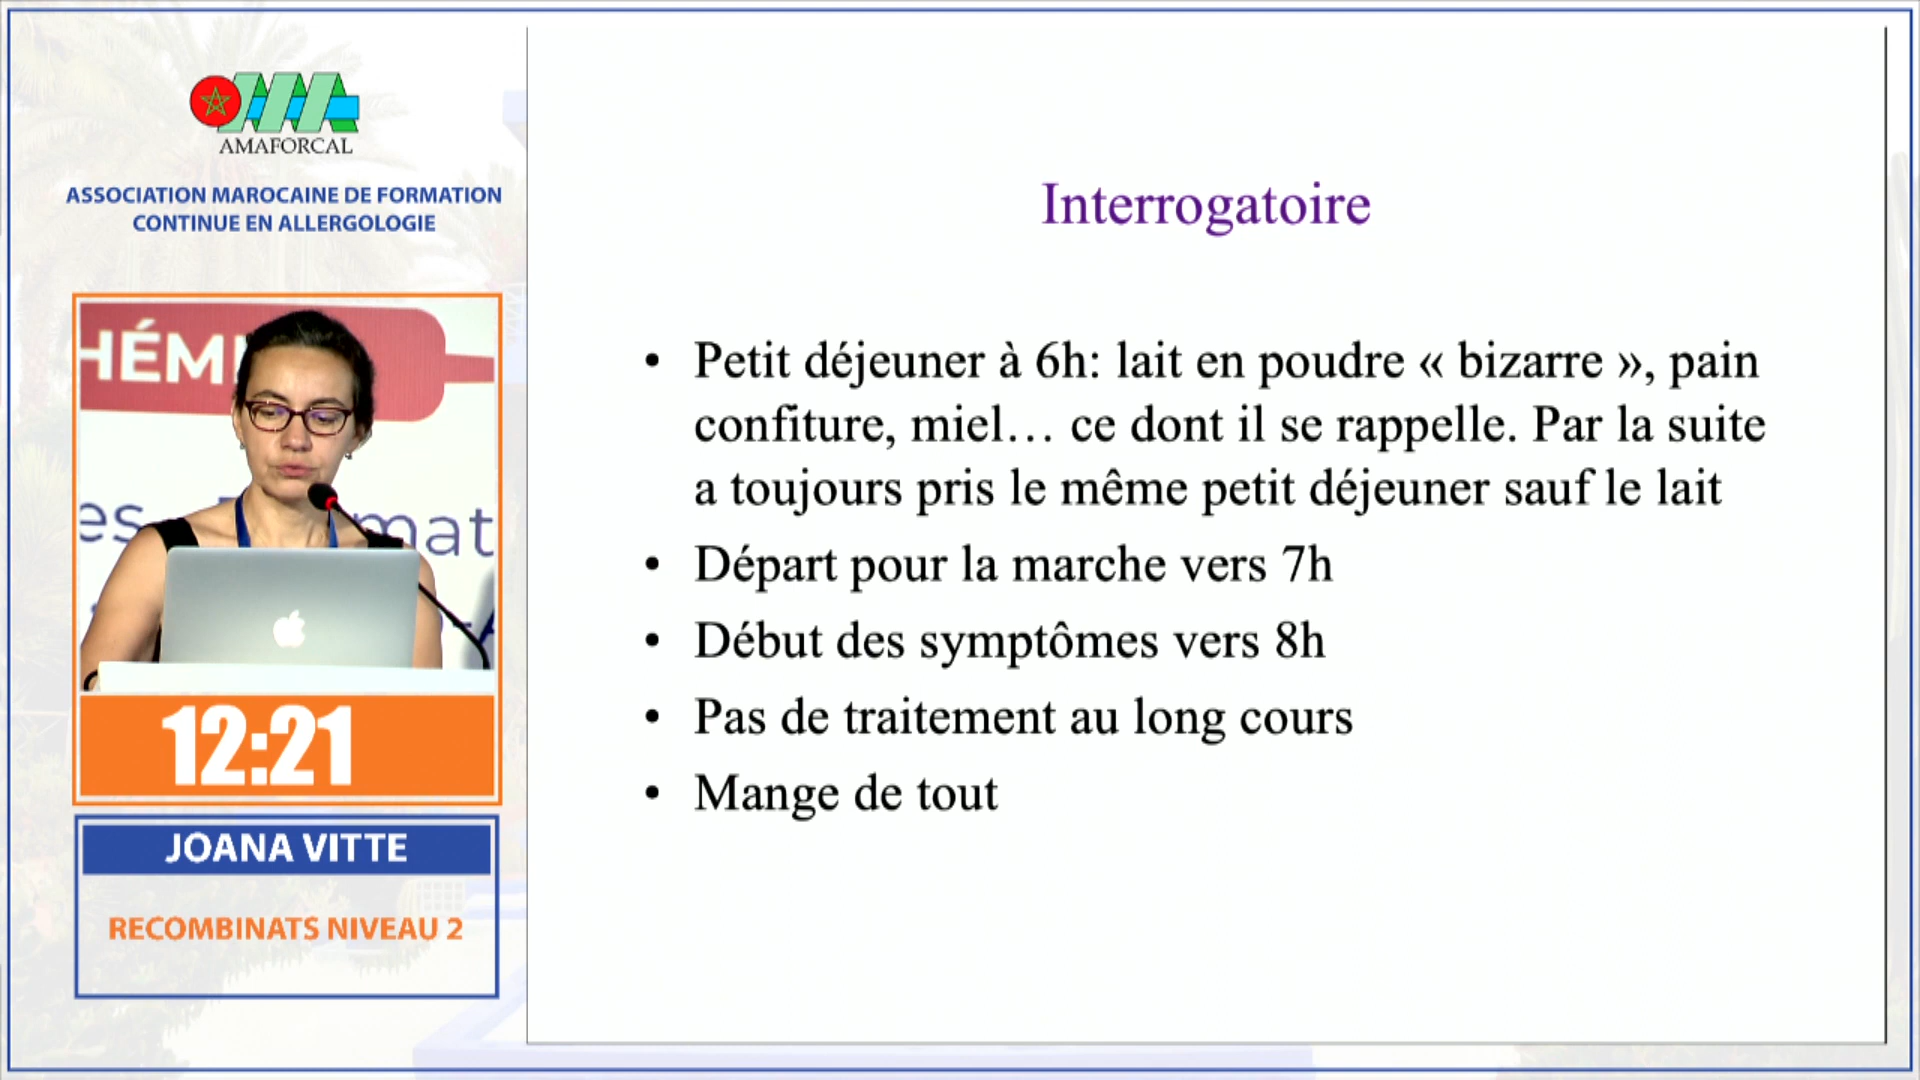 AMAFORCAL
ASSOCIATION MAROCAINE DE FORMATION
CONTINUE EN ALLERGOLOGIE
HÉM
es
mat
12:21
JOANA VITTE
RECOMBINATS NIVEAU 2
Interrogatoire
• Petit déjeuner à 6h: lait en poudre « bizarre », pain
confiture, miel… ce dont il se rappelle. Par la suite
a toujours pris le même petit déjeuner sauf le lait
• Départ pour la marche vers 7h
• Début des symptômes vers 8h
• Pas de traitement au long cours
• Mange de tout